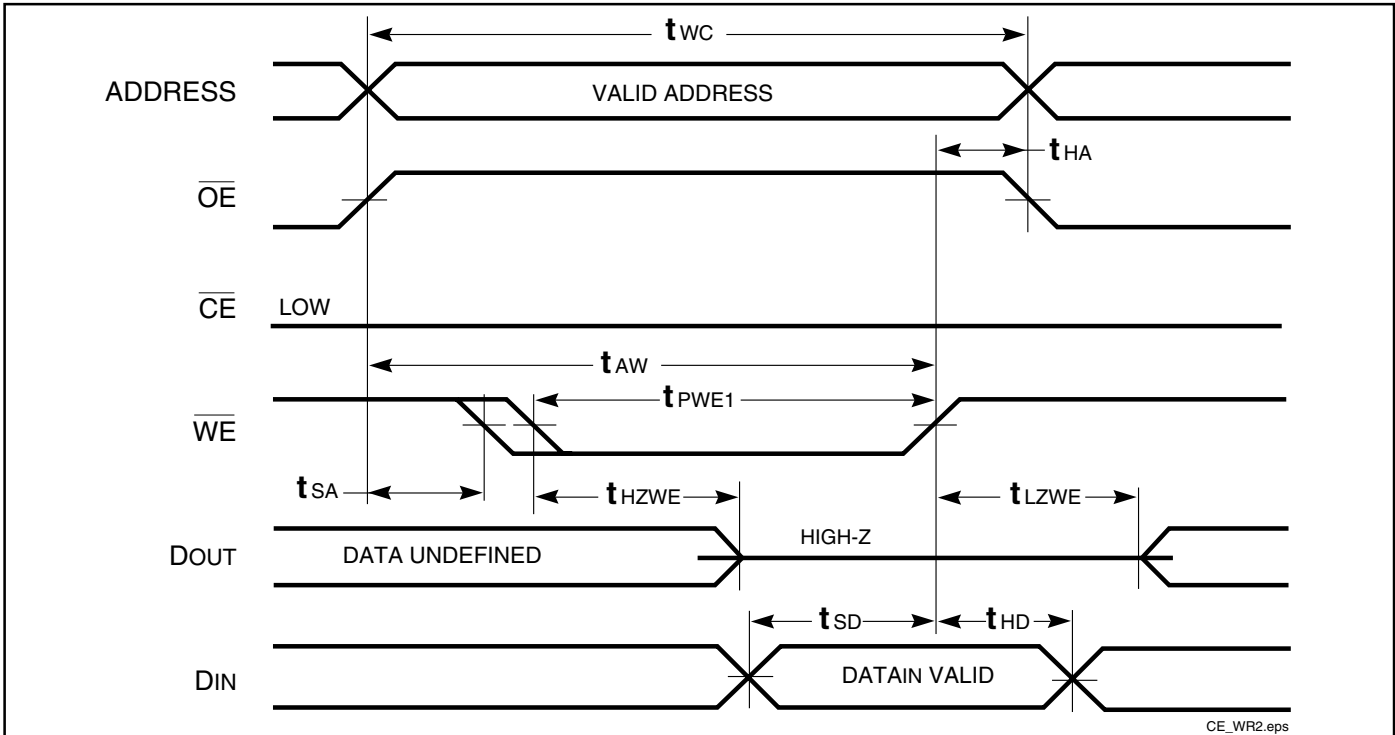 tWC
ADDRESS
VALID ADDRESS
tHA
OE
CE
LOW
tAW
tPWE1
WE
tSA
tHZWE
tLZWE
DOUT
DATA UNDEFINED
HIGH-Z
tSD
tHD
DIN
DATAIN VALID
CE_WR2.eps